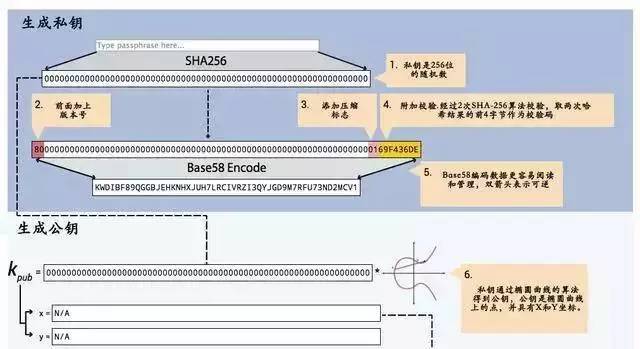 生成私钥
Type passphrase here...
SHA256
0000000000000000000000000000000000000000000000000000000000000000
1. 私钥是256位
的随机数
2. 前面加上
版本号
3. 添加压缩
标志
4. 附加校验.经过2次SHA-256算法校验，取两次哈
希结果的前4字节作为校验码
8000000000000000000000000000000000000000000000000000000000000000000169F436DE
Base58 Encode
KWDIBF89QGGBJEHKNHXJUH7LRCIVRZI3QYJGD9M7RFU73ND2MCV1
5. Base58编码数据更容易阅读
和管理，双箭头表示可逆
生成公钥
kpub = 0000000000000000000000000000000000000000000000000000000000000000 *
6.
私钥通过椭圆曲线的算法
得到公钥，公钥是椭圆曲线
上的点，并具有X和Y坐标。
x = N/A
y = N/A